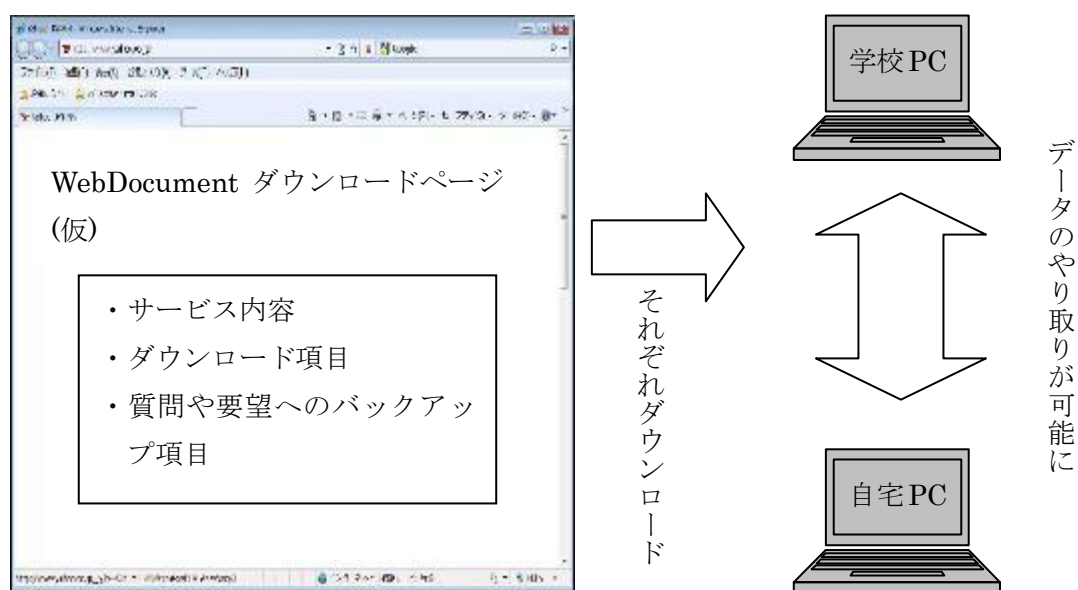 WebDocument ダウンロードページ
(仮)
・サービス内容
・ダウンロード項目
・質問や要望へのバックアッ
プ項目
それぞれダウンロード
学校PC
データのやり取りが可能に
自宅PC